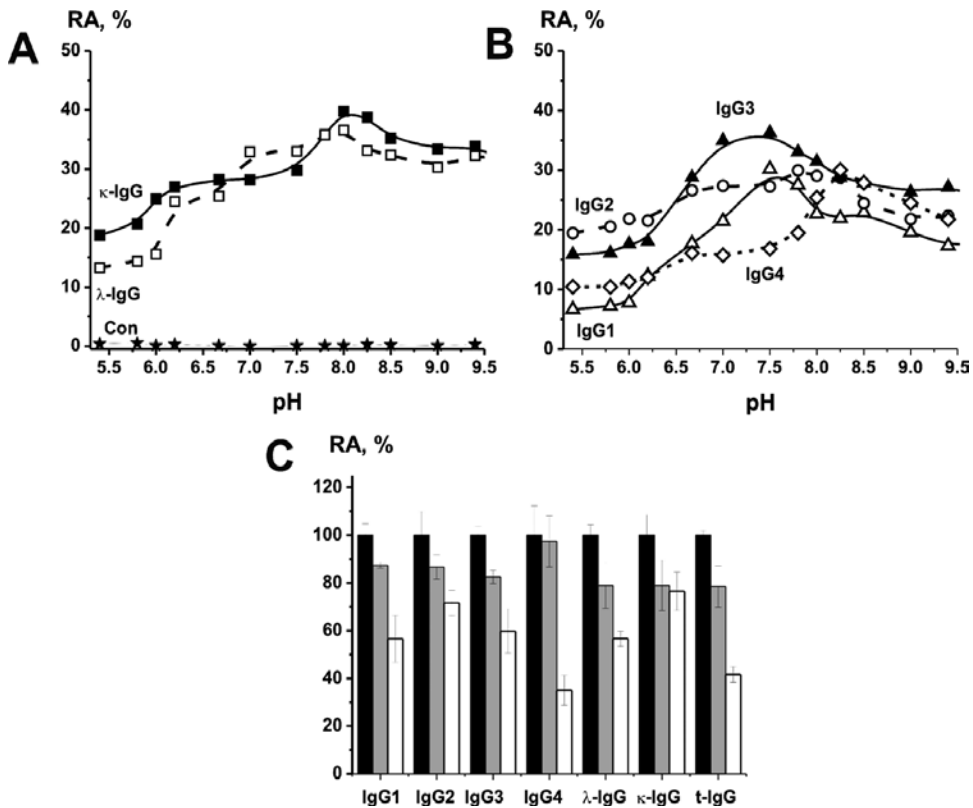 A
RA, %
50
40
30
20
10
0
κ-IgG
λ-IgG
Con
5.5 6.0 6.5 7.0 7.5 8.0 8.5 9.0 9.5
pH
B
RA, %
50
40
30
20
10
0
IgG3
IgG2
IgG4
IgG1
5.5 6.0 6.5 7.0 7.5 8.0 8.5 9.0 9.5
pH
C
RA, %
120
100
80
60
40
20
0
IgG1 IgG2 IgG3 IgG4 λ-IgG κ-IgG t-IgG